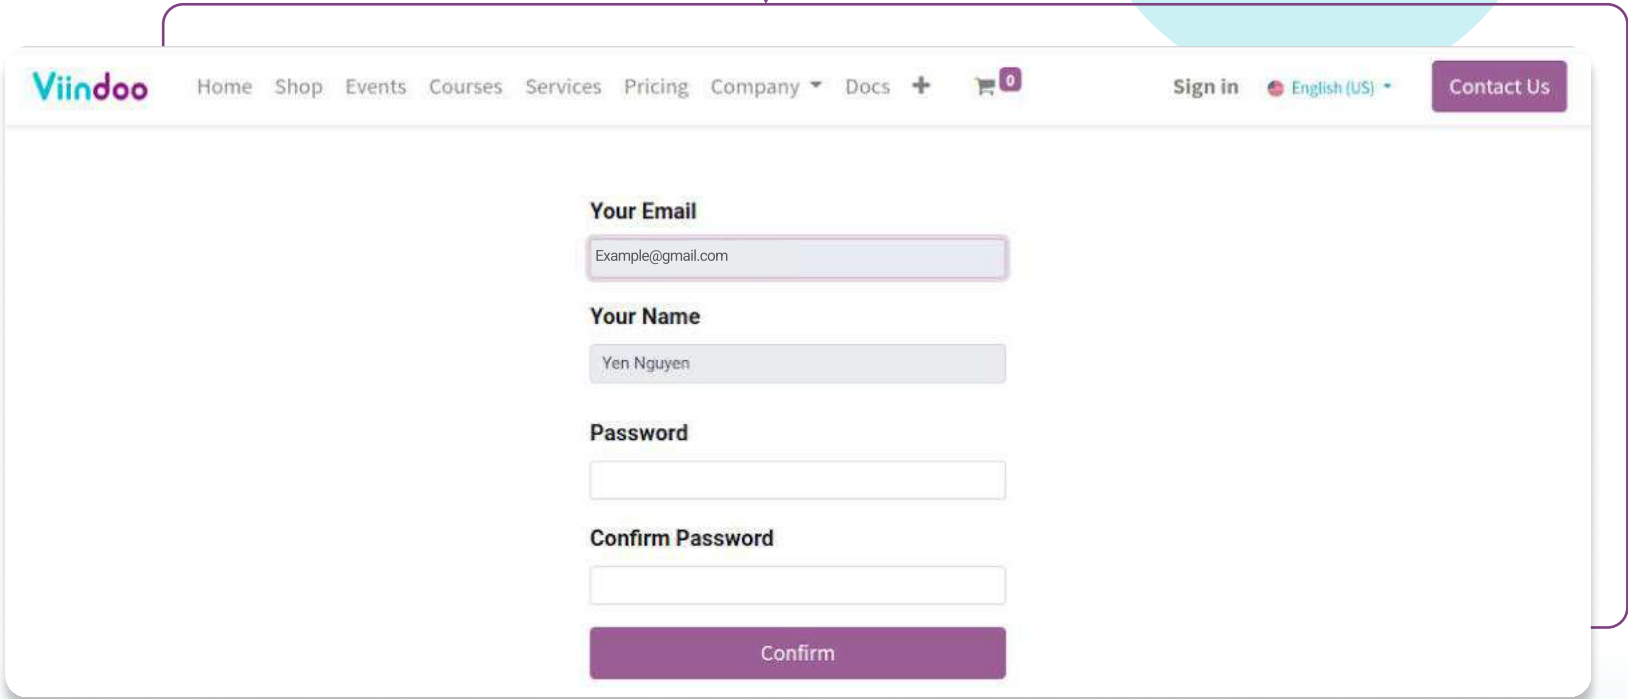 Viindoo Home Shop Events Courses Services Pricing Company Docs + 0 Sign in English (US) Contact Us
Your Email
Example@gmail.com
Your Name
Yen Nguyen
Password
Confirm Password
Confirm